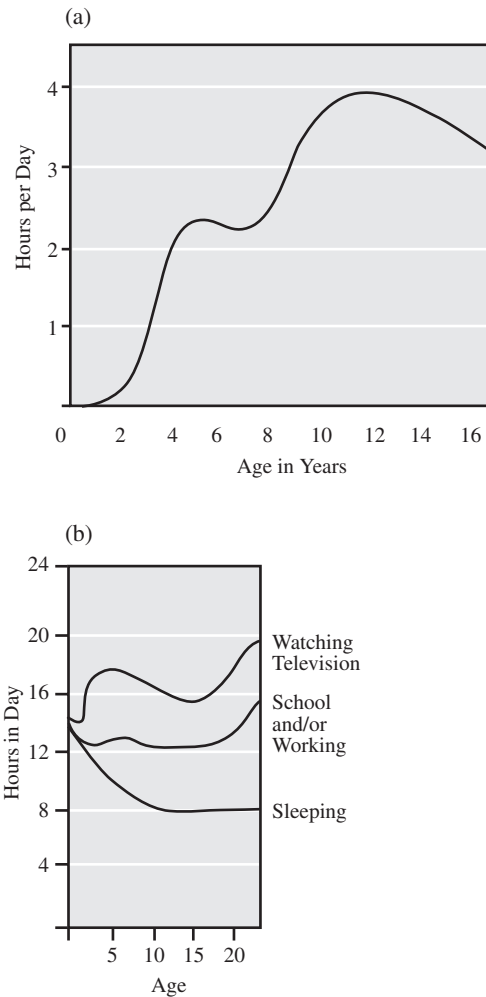 (a)
Hours per Day
4
3
2
1
0 2 4 6 8 10 12 14 16
Age in Years
(b)
Hours in Day
24
20
16
12
8
4
Watching
Television
School
and/or
Working
Sleeping
5 10 15 20
Age